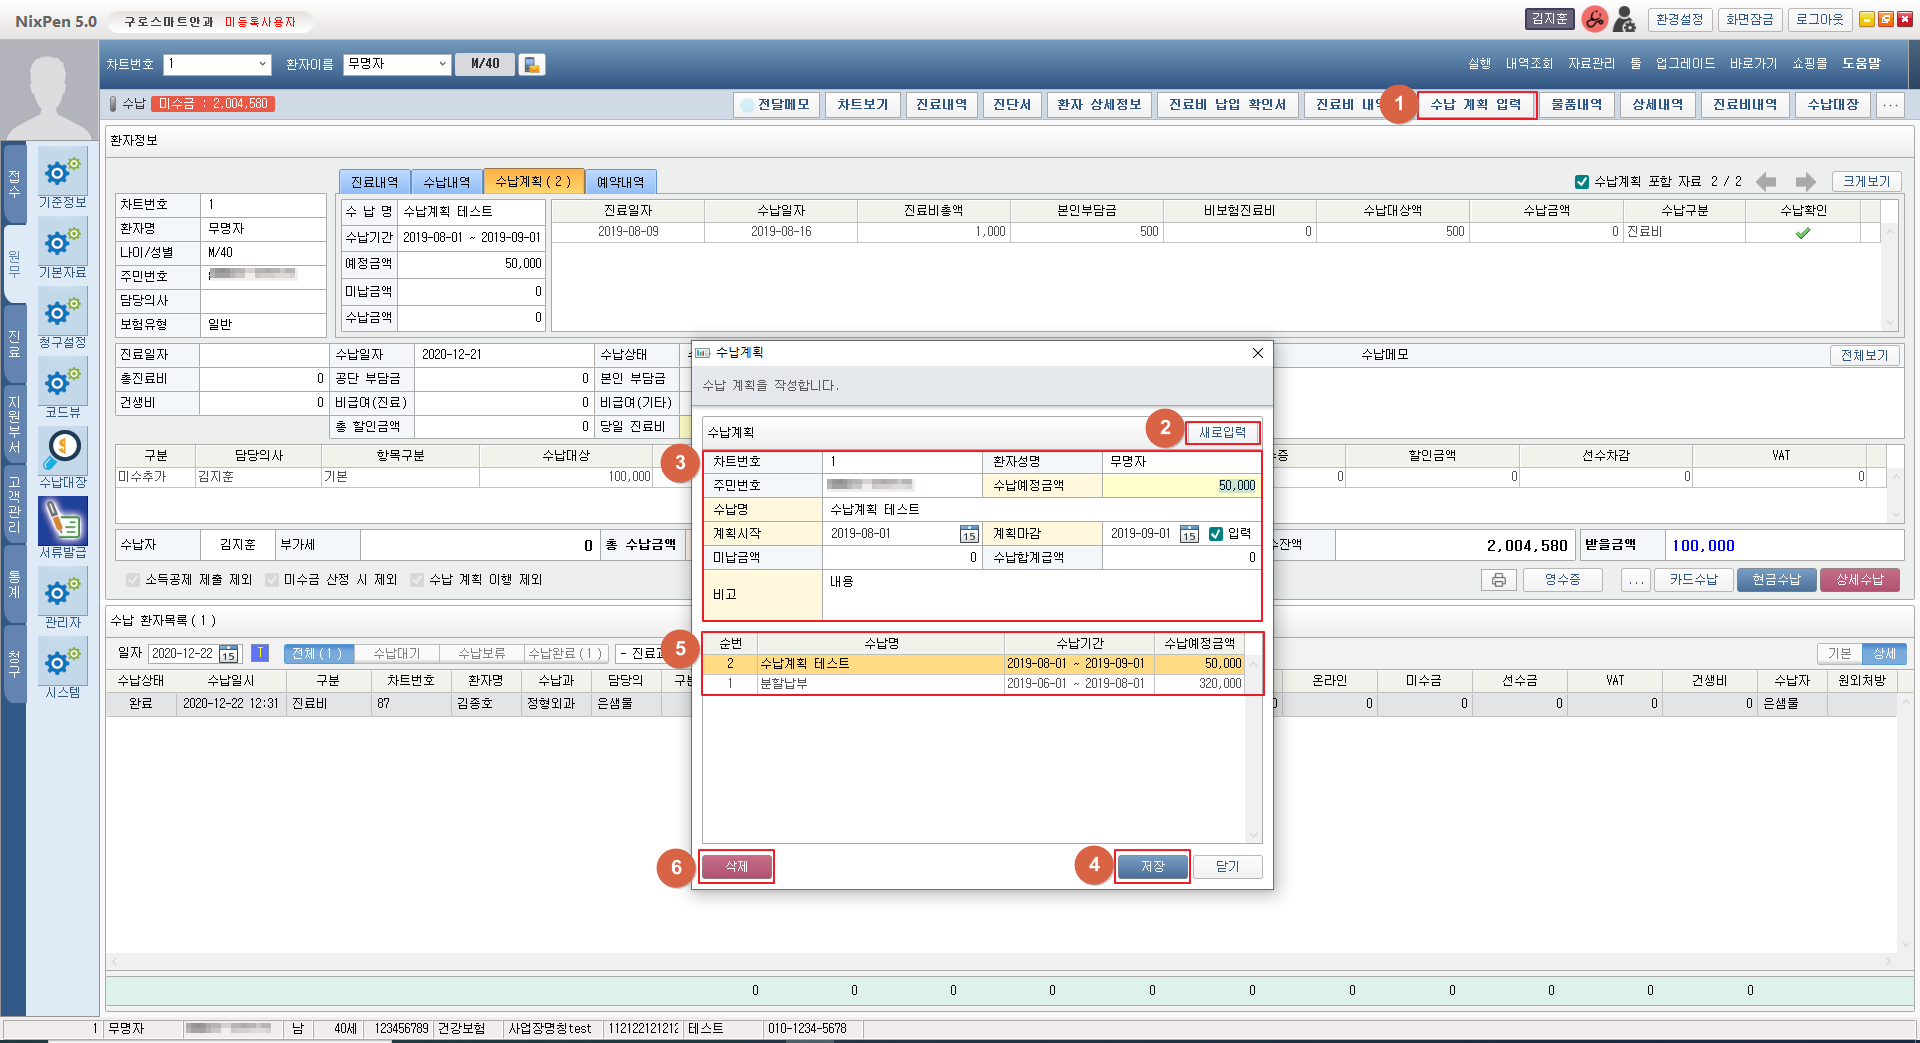 NixPen 5.0 구로스마트안과 미등록사용자 김지훈 환경설정 화면잠금 로그아웃
차트번호 1 환자이름 무명자 M/40 실행 내역조회 자료관리 툴 업그레이드 바로가기 쇼핑몰 도움말
수납 미수금 : 2,004,580 전달메모 차트보기 진료내역 진단서 환자 상세정보 진료비 납입 확인서 진료비 내역 1 수납 계획 입력 물품내역 상세내역 진료비내역 수납대장 ...
환자정보
접수
원무
진료
지원부서
고객관리
통계
청구
기준정보
기본자료
청구설정
코드뷰
수납대장
서류발급
관리자
시스템
진료내역 수납내역 수납계획 ( 2 ) 예약내역 수납계획 포함 자료 2 / 2 크게보기
차트번호 1
환자명 무명자
나이/성별 M/40
주민번호
담당의사
보험유형 일반
수 납 명 수납계획 테스트
수납기간 2019-08-01 ~ 2019-09-01
예정금액 50,000
미납금액 0
수납금액 0
진료일자 수납일자 진료비총액 본인부담금 비보험진료비 수납대상액 수납금액 수납구분 수납확인
2019-08-09 2019-08-16 1,000 500 0 500 0 진료비
진료일자 수납일자 2020-12-21 수납상태 수납메모 전체보기
총진료비 0 공단 부담금 0 본인 부담금
건생비 0 비급여(진료) 0 비급여(기타)
총 할인금액 0 당일 진료비
구분 담당의사 항목구분 수납대상 할인금액 선수차감 VAT
미수추가 김지훈 기본 100,000 0 0 0 0
수납자 김지훈 부가세 0 총 수납금액 수잔액 2,004,580 받을금액 100,000
소득공제 제출 제외 미수금 산정 시 제외 수납 계획 이행 제외 영수증 ... 카드수납 현금수납 상세수납
수납계획
수납 계획을 작성합니다.
수납계획 2 새로입력
3
차트번호 1 환자성명 무명자
주민번호 수납예정금액 50,000
수납명 수납계획 테스트
계획시작 2019-08-01 15 계획마감 2019-09-01 15 입력
미납금액 0 수납합계금액 0
비고 내용
5
순번 수납명 수납기간 수납예정금액
2 수납계획 테스트 2019-08-01 ~ 2019-09-01 50,000
1 분할납부 2019-06-01 ~ 2019-08-01 320,000
6 삭제 4 저장 닫기
수납 환자목록 ( 1 )
일자 2020-12-22 15 T 전체 ( 1 ) 수납대기 수납보류 수납완료 ( 1 ) - 진료과 기본 상세
수납상태 수납일시 구분 차트번호 환자명 수납과 담당의 구분 온라인 미수금 선수금 VAT 건생비 수납자 원외처방
완료 2020-12-22 12:31 진료비 87 김종호 정형외과 은샘물 0 0 0 0 0 0 은샘물
0 0 0 0 0 0 0 0 0 0 0
1 무명자 남 40세 123456789 건강보험 사업장명칭test 112122121212 테스트 010-1234-5678